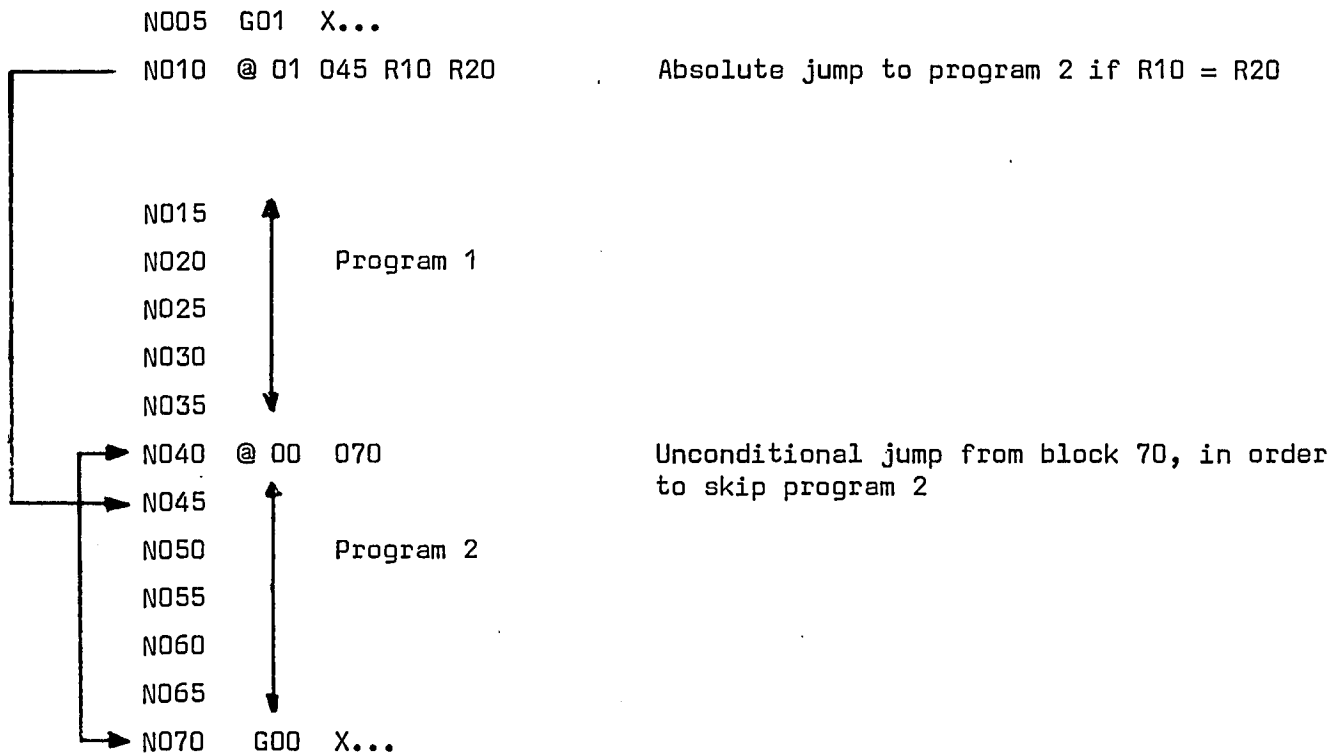 N005 G01 X...
N010 @ 01 045 R10 R20 Absolute jump to program 2 if R10 = R20
N015
N020 Program 1
N025
N030
N035
N040 @ 00 070 Unconditional jump from block 70, in order
to skip program 2
N045
N050 Program 2
N055
N060
N065
N070 G00 X...